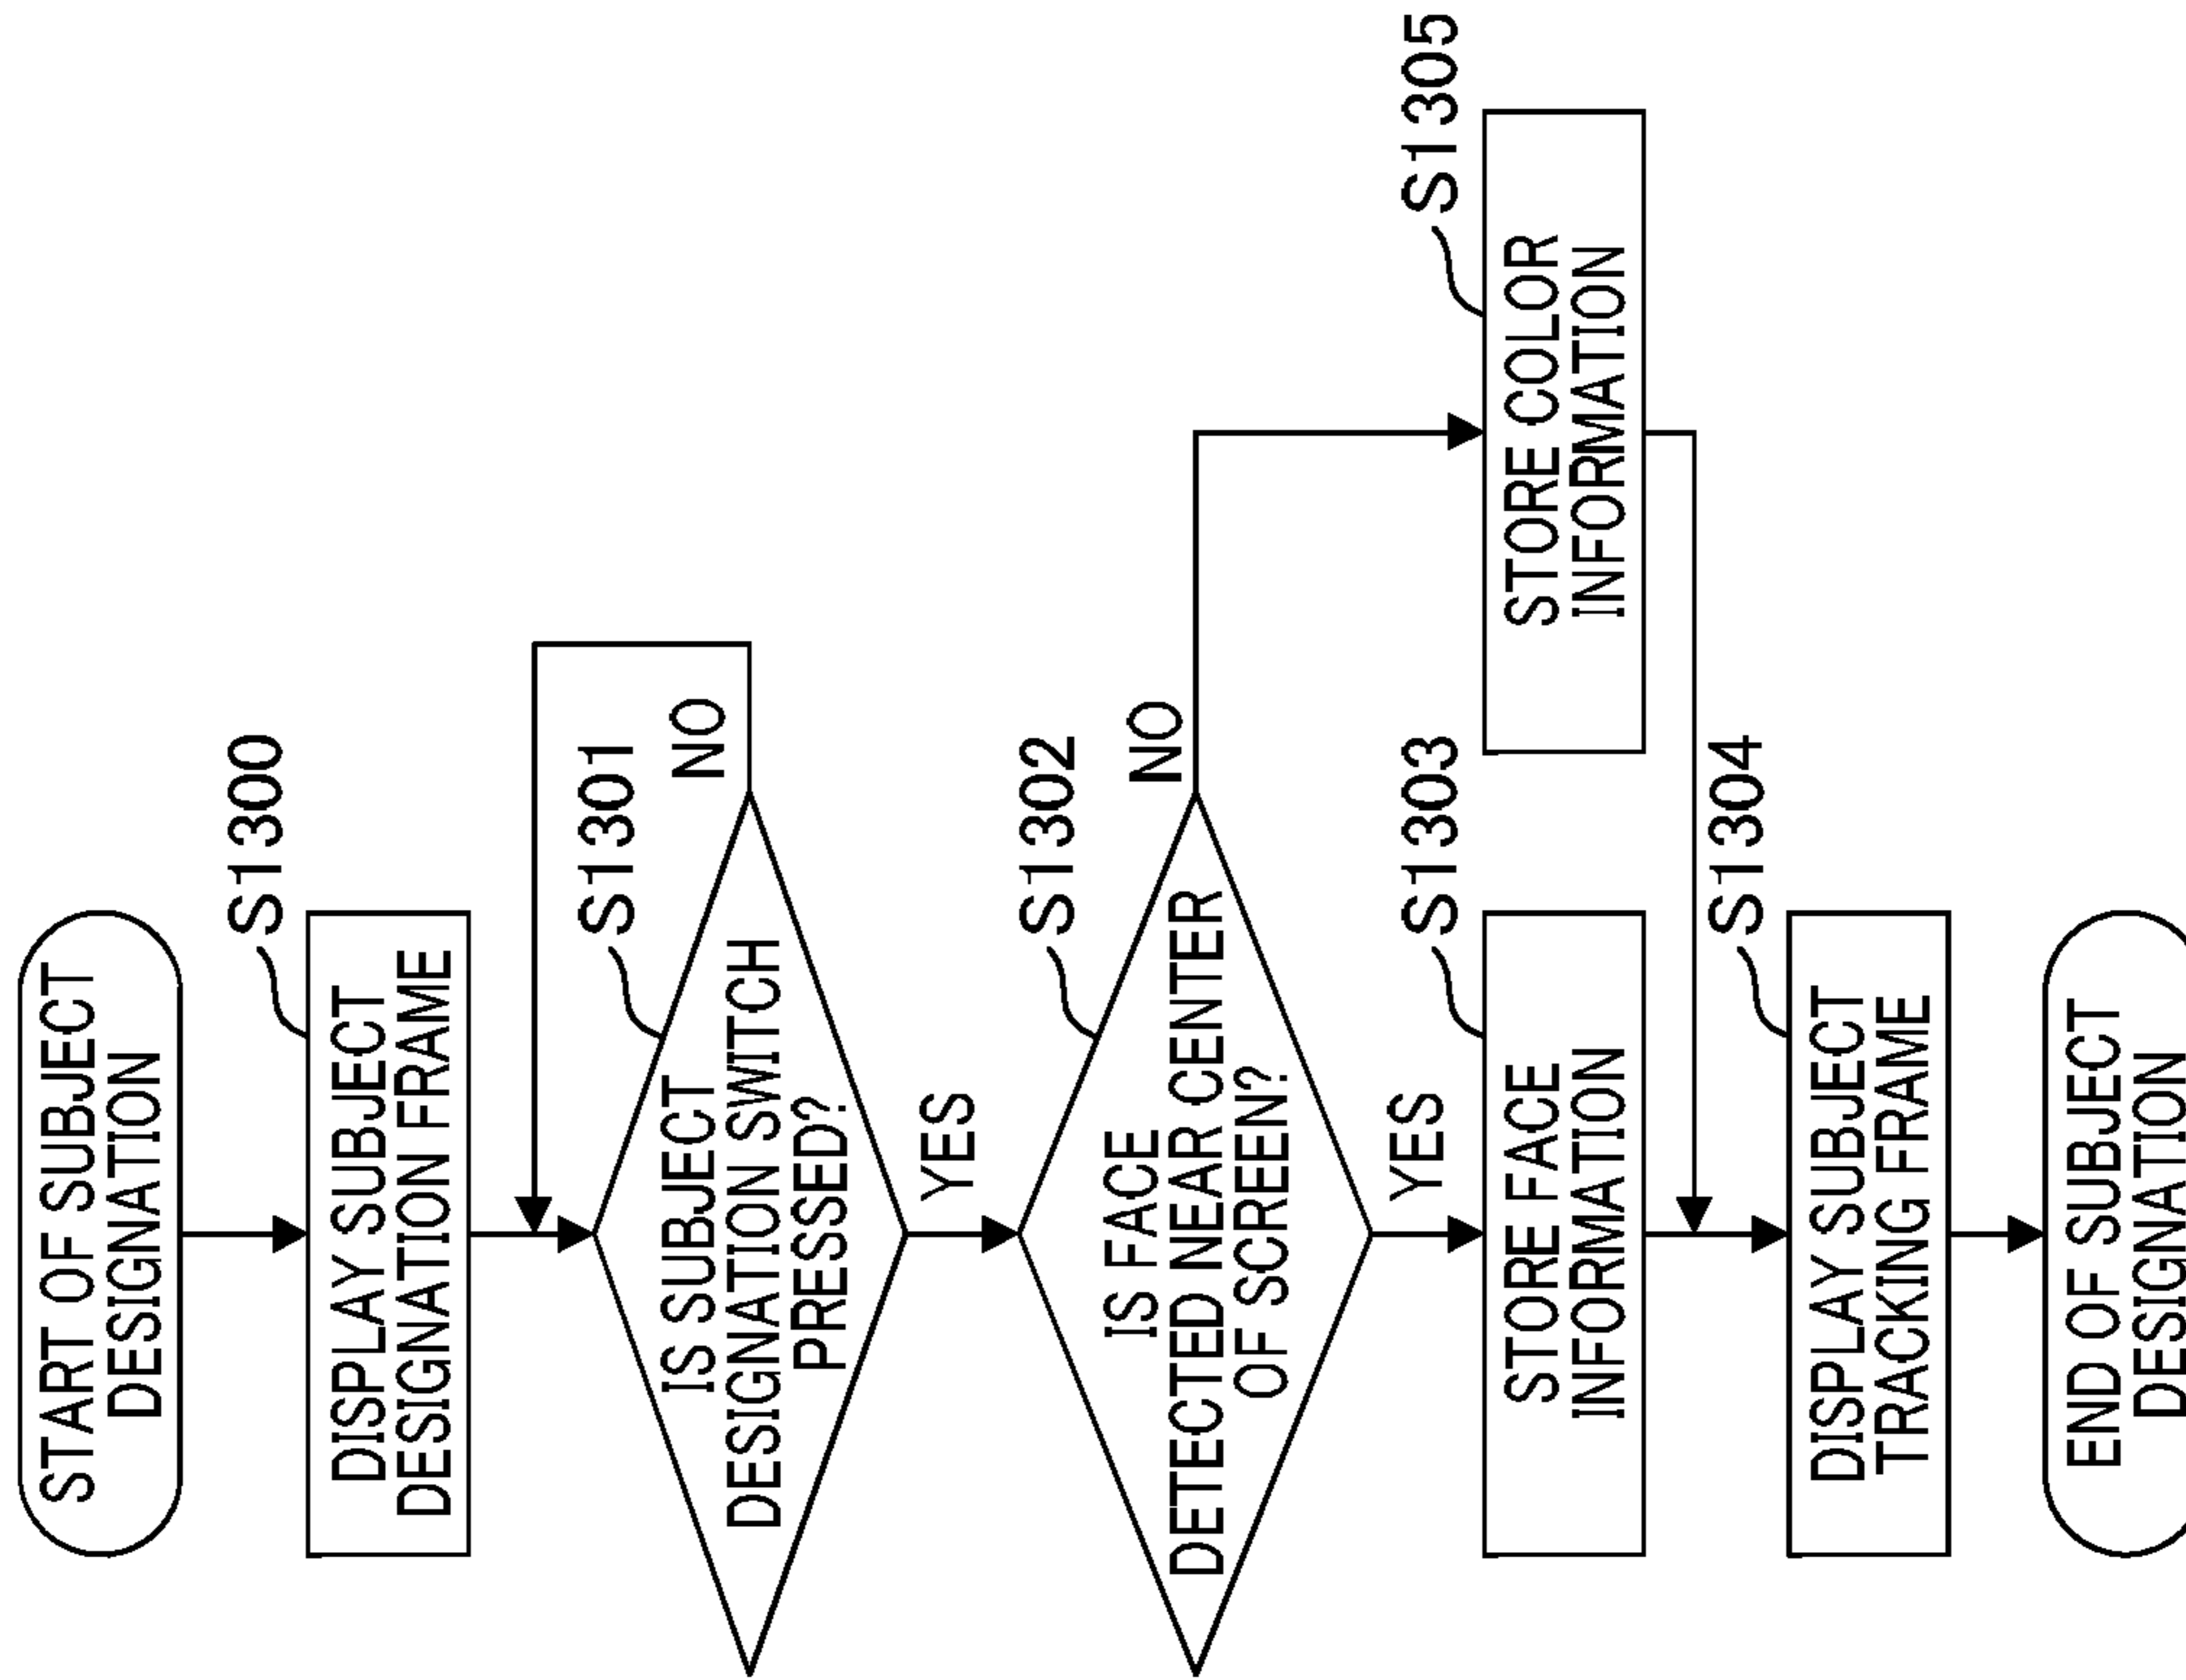 START OF SUBJECT
DESIGNATION
S1300
DISPLAY SUBJECT
DESIGNATION FRAME
S1301
IS SUBJECT
DESIGNATION SWITCH
PRESSED?
NO
YES
S1302
IS FACE
DETECTED NEAR CENTER
OF SCREEN?
NO
YES
S1303
STORE FACE
INFORMATION
S1305
STORE COLOR
INFORMATION
S1304
DISPLAY SUBJECT
TRACKING FRAME
END OF SUBJECT
DESIGNATION